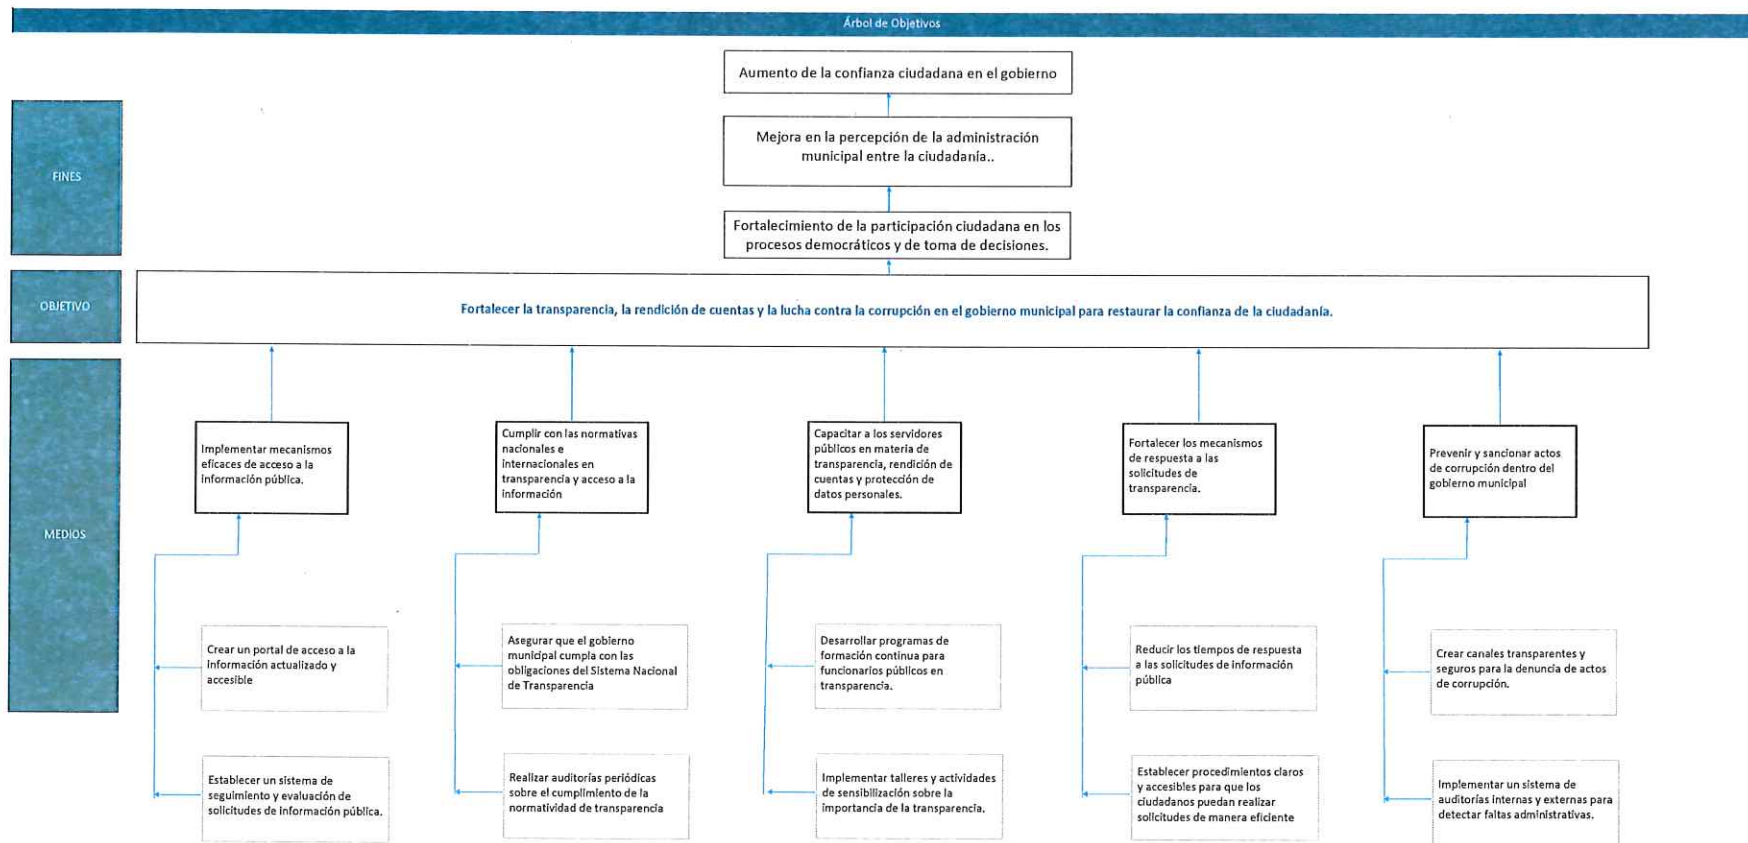 Árbol de Objetivos
Aumento de la confianza ciudadana en el gobierno
FINES
Mejora en la percepción de la administración
municipal entre la ciudadanía..
Fortalecimiento de la participación ciudadana en los
procesos democráticos y de toma de decisiones.
OBJETIVO
Fortalecer la transparencia, la rendición de cuentas y la lucha contra la corrupción en el gobierno municipal para restaurar la confianza de la ciudadanía.
MEDIOS
Implementar mecanismos
eficaces de acceso a la
información pública.
Cumplir con las normativas
nacionales e
internacionales en
transparencia y acceso a la
información
Capacitar a los servidores
públicos en materia de
transparencia, rendición de
cuentas y protección de
datos personales.
Fortalecer los mecanismos
de respuesta a las
solicitudes de
transparencia.
Prevenir y sancionar actos
de corrupción dentro del
gobierno municipal
Crear un portal de acceso a la
información actualizado y
accesible
Asegurar que el gobierno
municipal cumpla con las
obligaciones del Sistema Nacional
de Transparencia
Desarrollar programas de
formación continua para
funcionarios públicos en
transparencia.
Reducir los tiempos de respuesta
a las solicitudes de información
pública
Crear canales transparentes y
seguros para la denuncia de actos
de corrupción.
Establecer un sistema de
seguimiento y evaluación de
solicitudes de información pública.
Realizar auditorías periódicas
sobre el cumplimiento de la
normatividad de transparencia
Implementar talleres y actividades
de sensibilización sobre la
importancia de la transparencia.
Establecer procedimientos claros
y accesibles para que los
ciudadanos puedan realizar
solicitudes de manera eficiente
Implementar un sistema de
auditorías internas y externas para
detectar faltas administrativas.